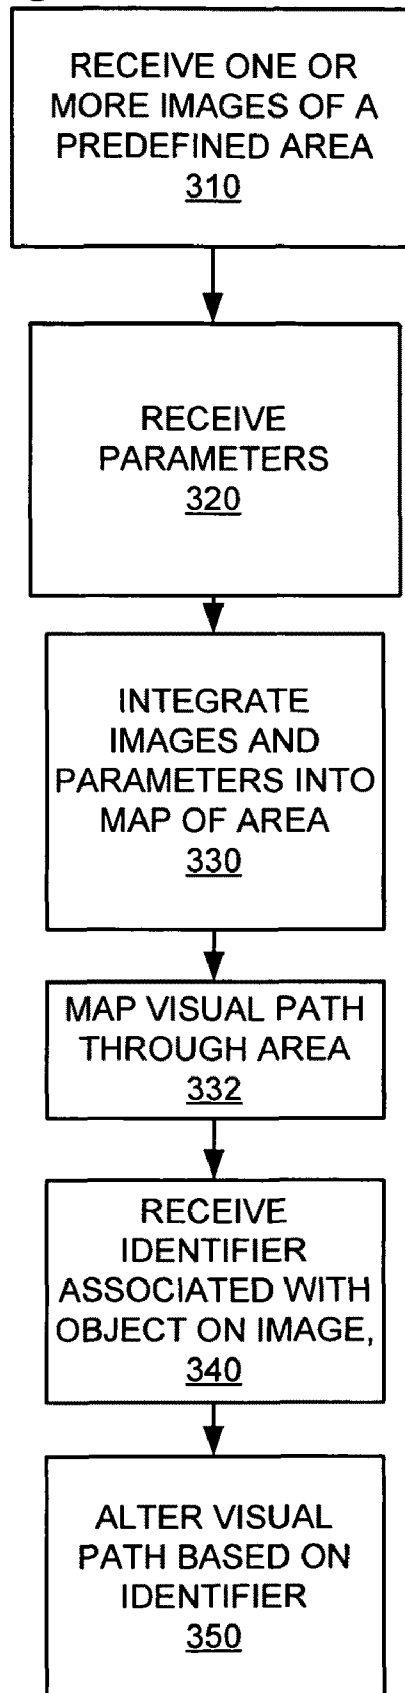 RECEIVE ONE OR
MORE IMAGES OF A
PREDEFINED AREA
310
RECEIVE
PARAMETERS
320
INTEGRATE
IMAGES AND
PARAMETERS INTO
MAP OF AREA
330
MAP VISUAL PATH
THROUGH AREA
332
RECEIVE
IDENTIFIER
ASSOCIATED WITH
OBJECT ON IMAGE,
340
ALTER VISUAL
PATH BASED ON
IDENTIFIER
350